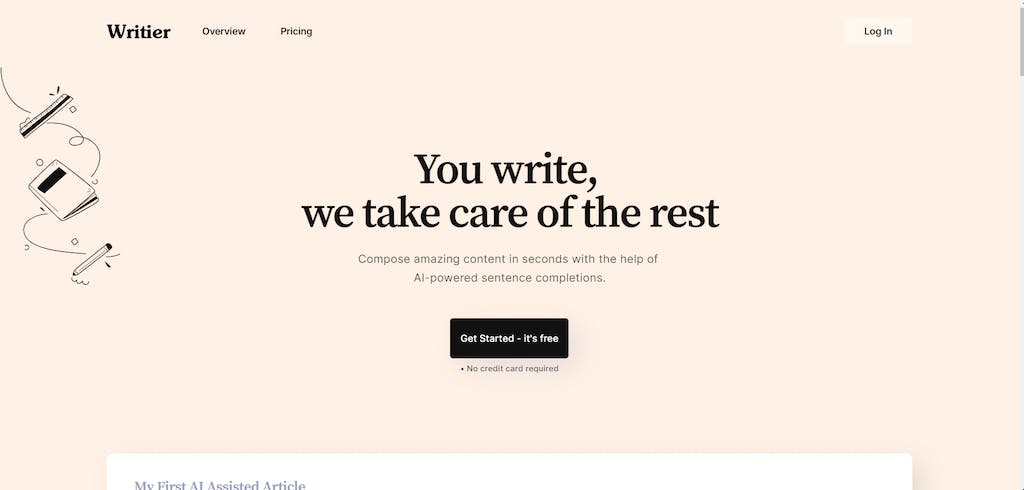 Writier
Overview
Pricing
Log In
You write,
we take care of the rest
Compose amazing content in seconds with the help of
AI-powered sentence completions.
Get Started - it's free
• No credit card required
My First AI Assisted Article